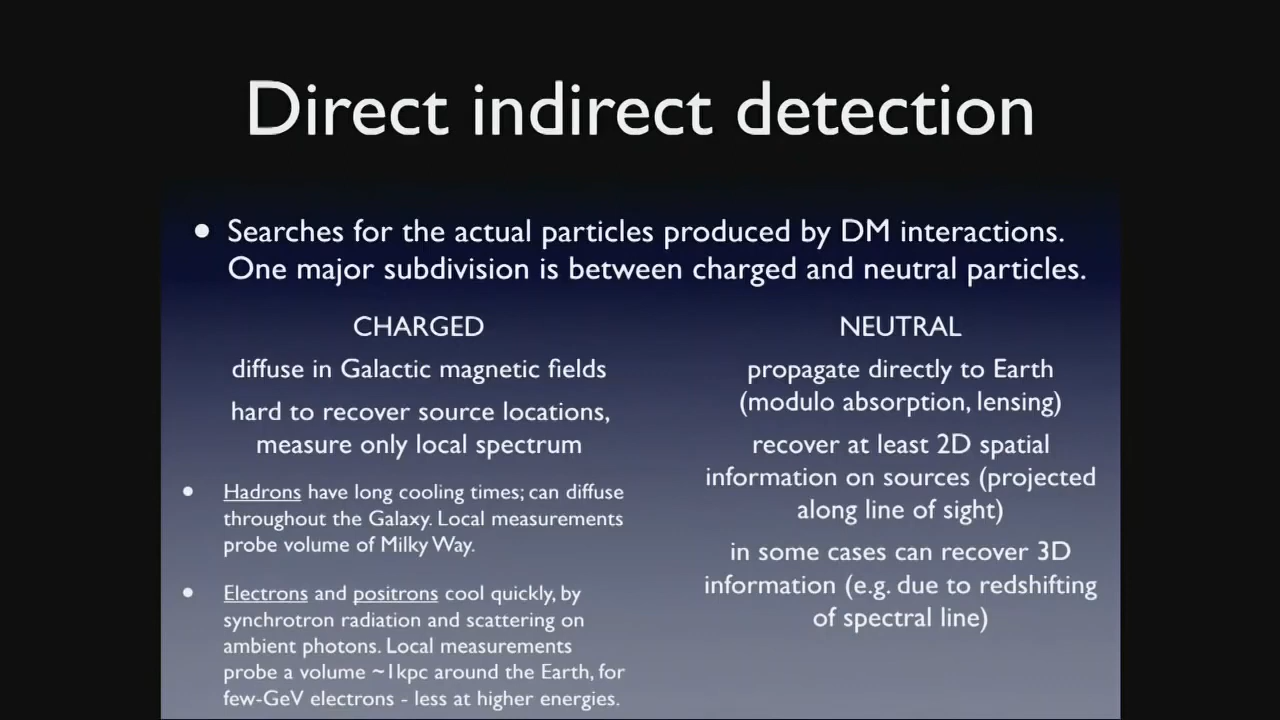 Direct indirect detection
• Searches for the actual particles produced by DM interactions.
One major subdivision is between charged and neutral particles.
CHARGED
diffuse in Galactic magnetic fields
hard to recover source locations,
measure only local spectrum
• Hadrons have long cooling times; can diffuse
throughout the Galaxy. Local measurements
probe volume of Milky Way.
• Electrons and positrons cool quickly, by
synchrotron radiation and scattering on
ambient photons. Local measurements
probe a volume ~1kpc around the Earth, for
few-GeV electrons - less at higher energies.
NEUTRAL
propagate directly to Earth
(modulo absorption, lensing)
recover at least 2D spatial
information on sources (projected
along line of sight)
in some cases can recover 3D
information (e.g. due to redshifting
of spectral line)